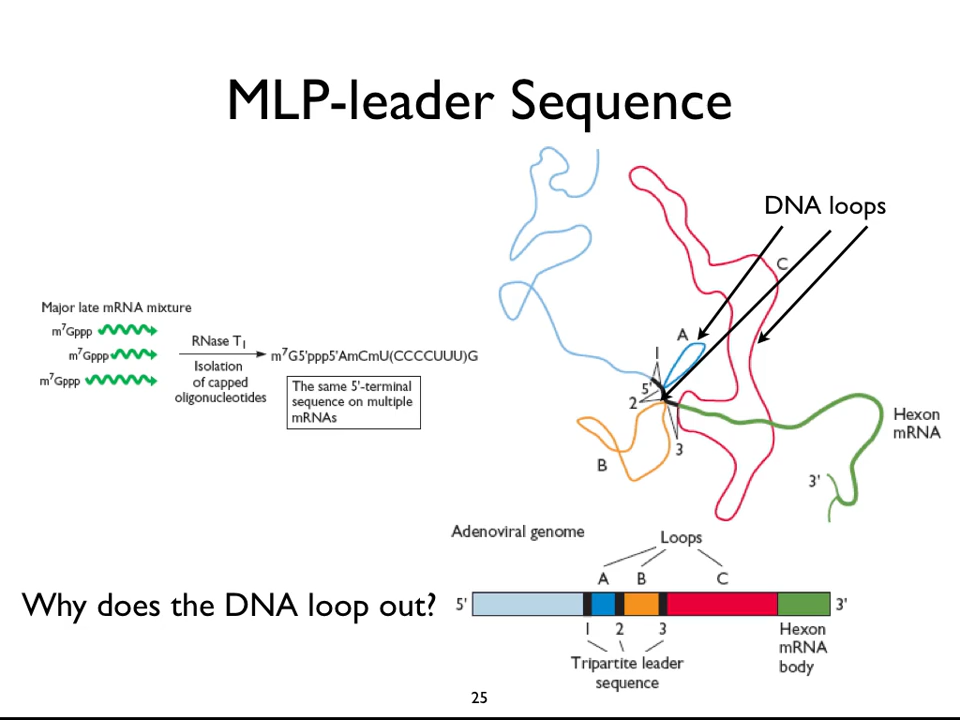 MLP-leader Sequence
DNA loops
Major late mRNA mixture
m⁷Gppp
m⁷Gppp
m⁷Gppp
RNase T₁
Isolation
of capped
oligonucleotides
m⁷G5'ppp5'AmCmU(CCCCUUU)G
The same 5'-terminal
sequence on multiple
mRNAs
C
A
1
5'
2
3
B
Hexon
mRNA
3'
Adenoviral genome
Loops
A B C
Why does the DNA loop out?
5' 3'
1 2 3
Tripartite leader
sequence
Hexon
mRNA
body
25